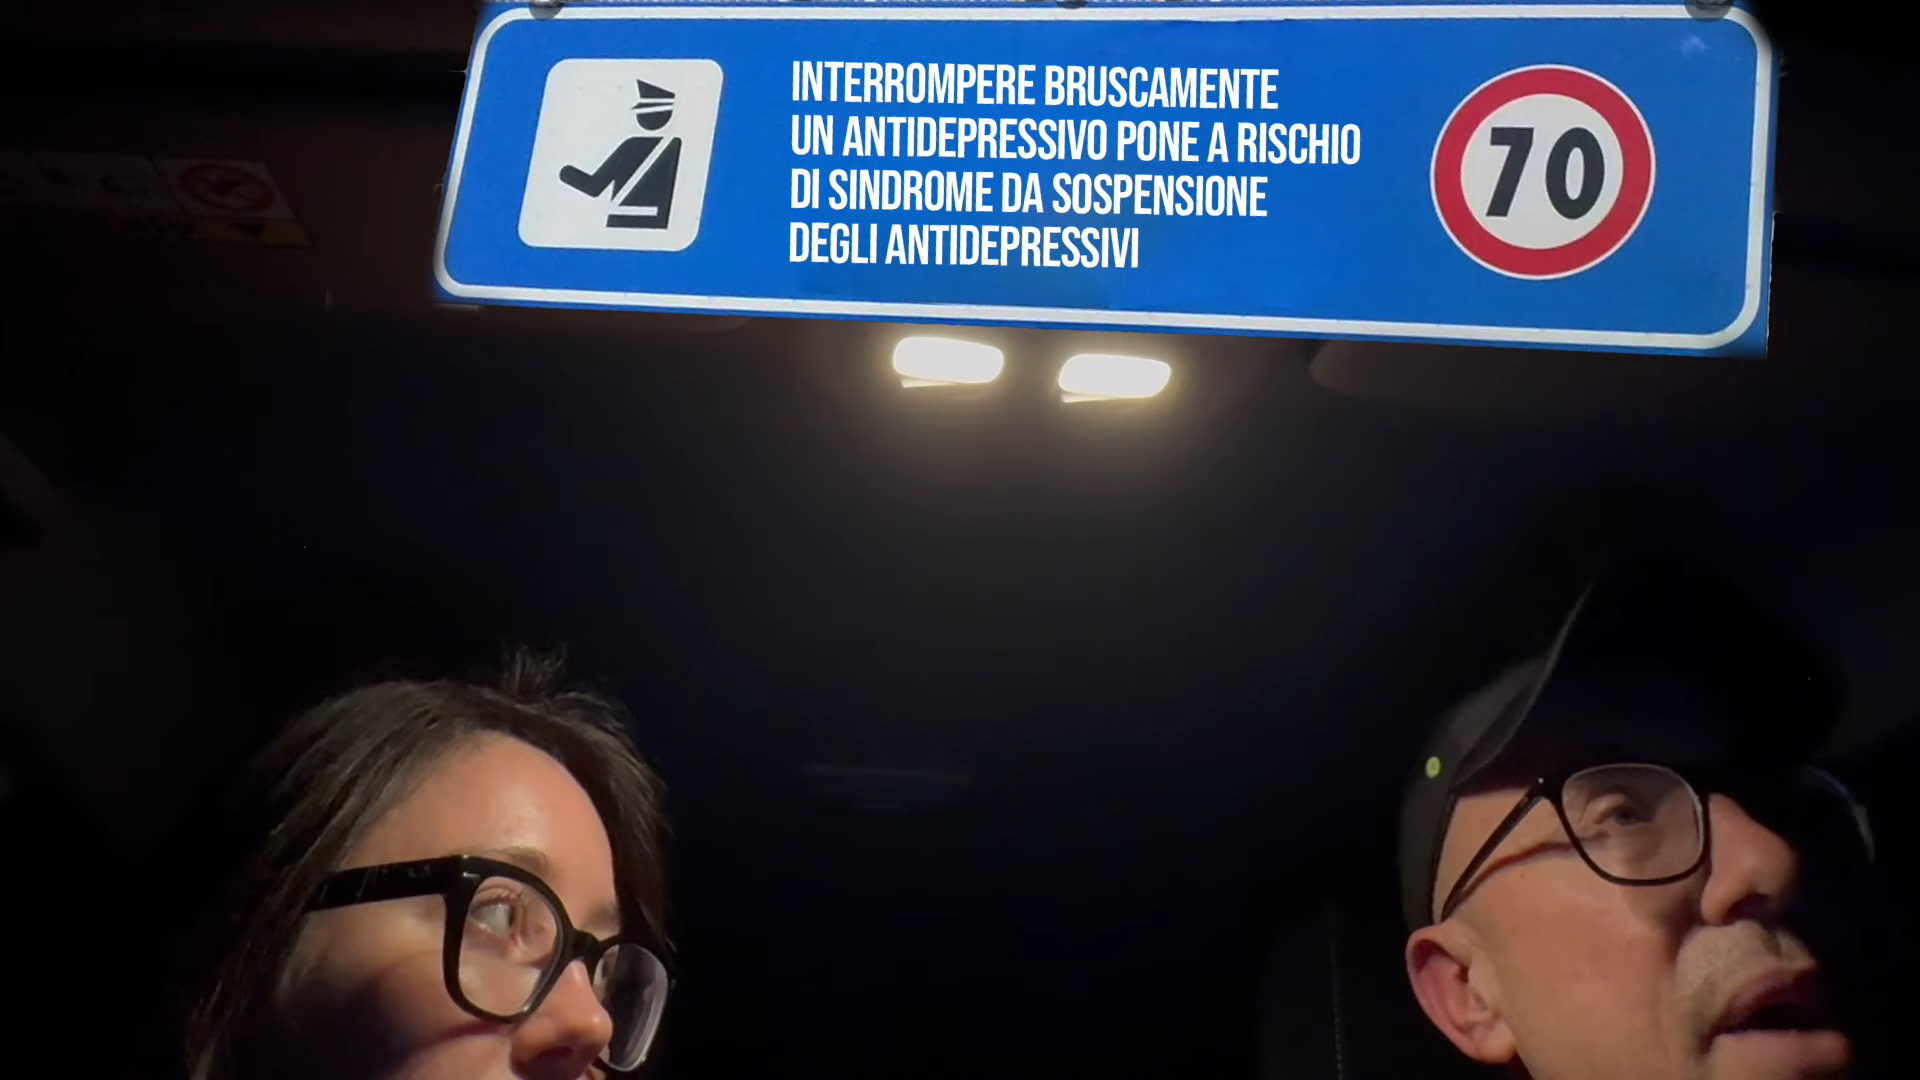 INTERROMPERE BRUSCAMENTE
UN ANTIDEPRESSIVO PONE A RISCHIO
DI SINDROME DA SOSPENSIONE
DEGLI ANTIDEPRESSIVI
70